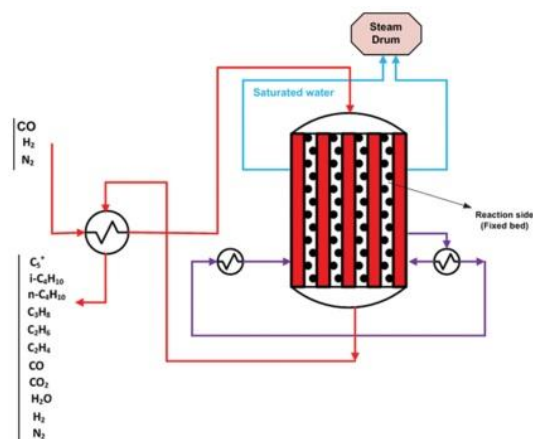 Steam
Drum
Saturated water
CO
H₂
N₂
Reaction side
(Fixed bed)
C₅⁺
i-C₄H₁₀
n-C₄H₁₀
C₃H₈
C₂H₆
C₂H₄
CO
CO₂
H₂O
H₂
N₂